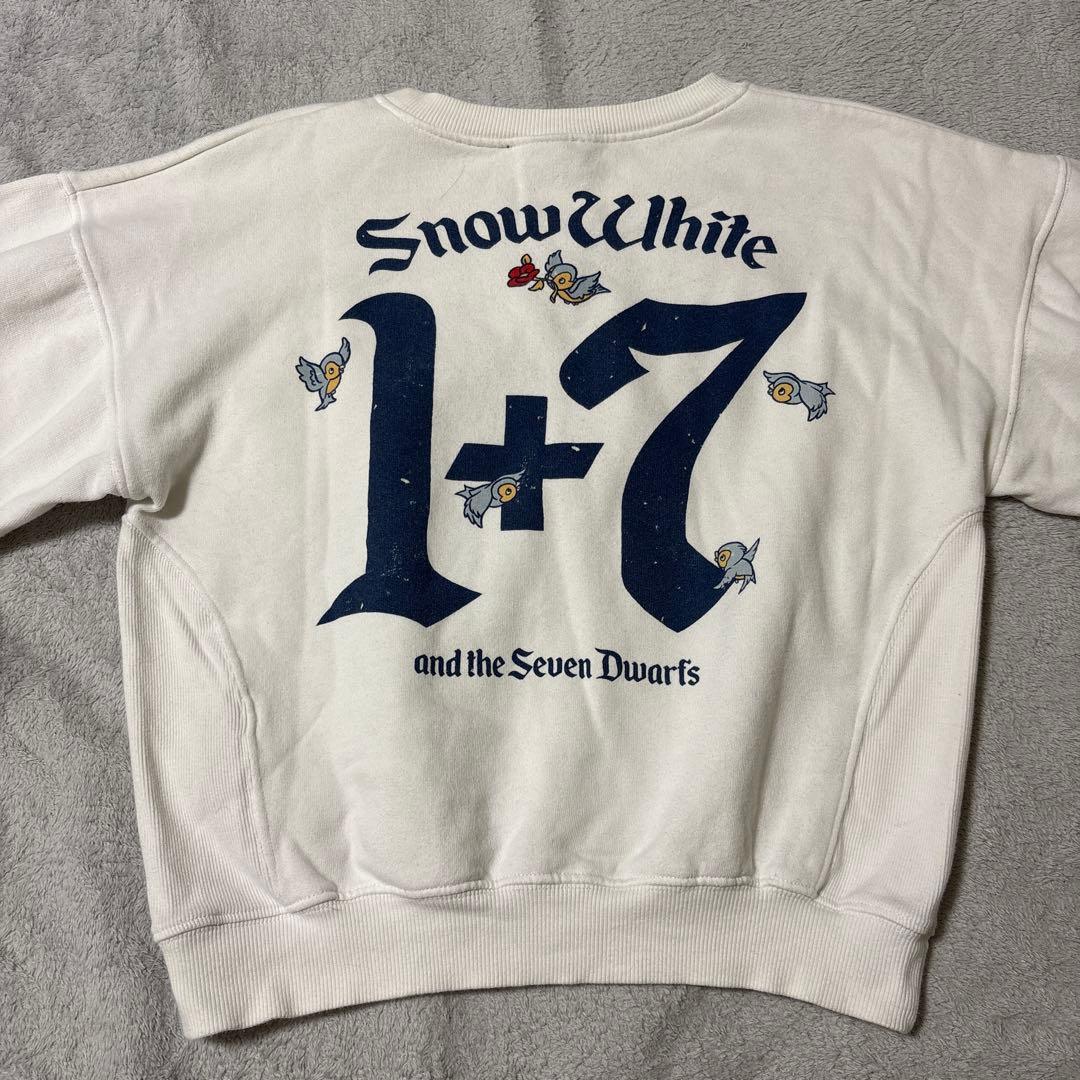 Snow White
1+7
and the Seven Dwarfs